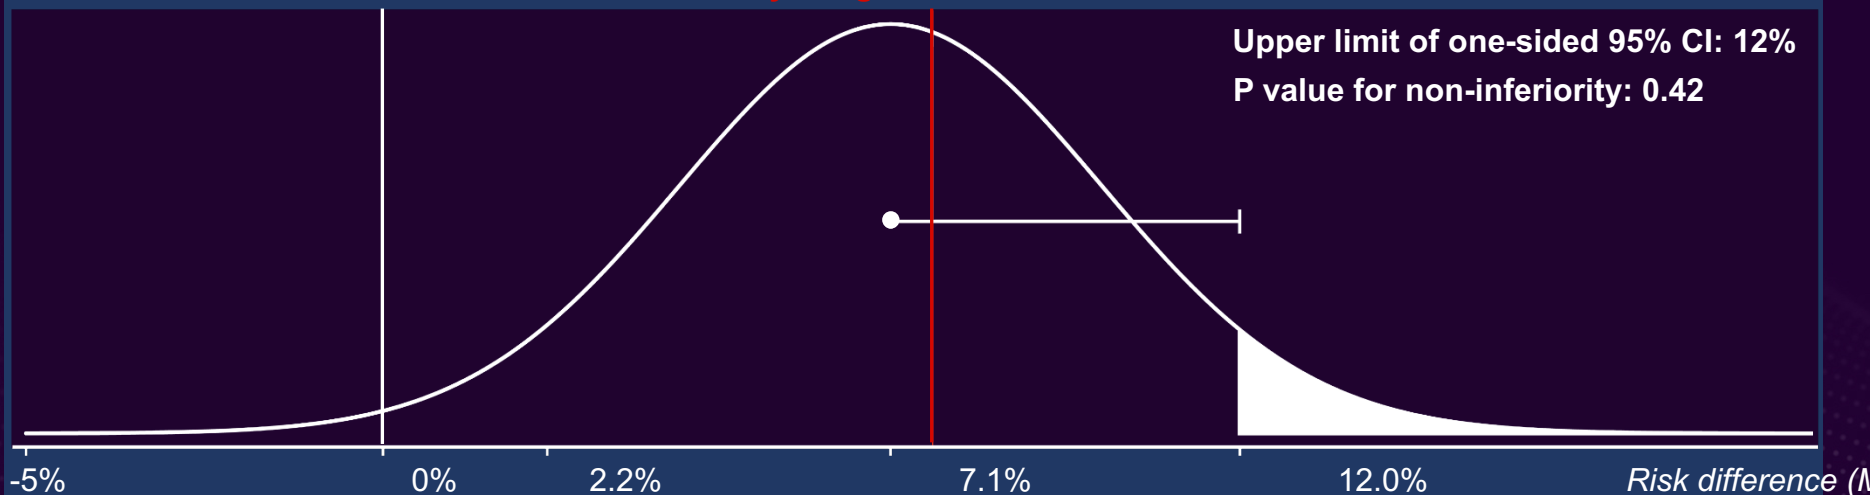 Upper limit of one-sided 95% CI: 12%
P value for non-inferiority: 0.42
-5% 0% 2.2% 7.1% 12.0% Risk difference (